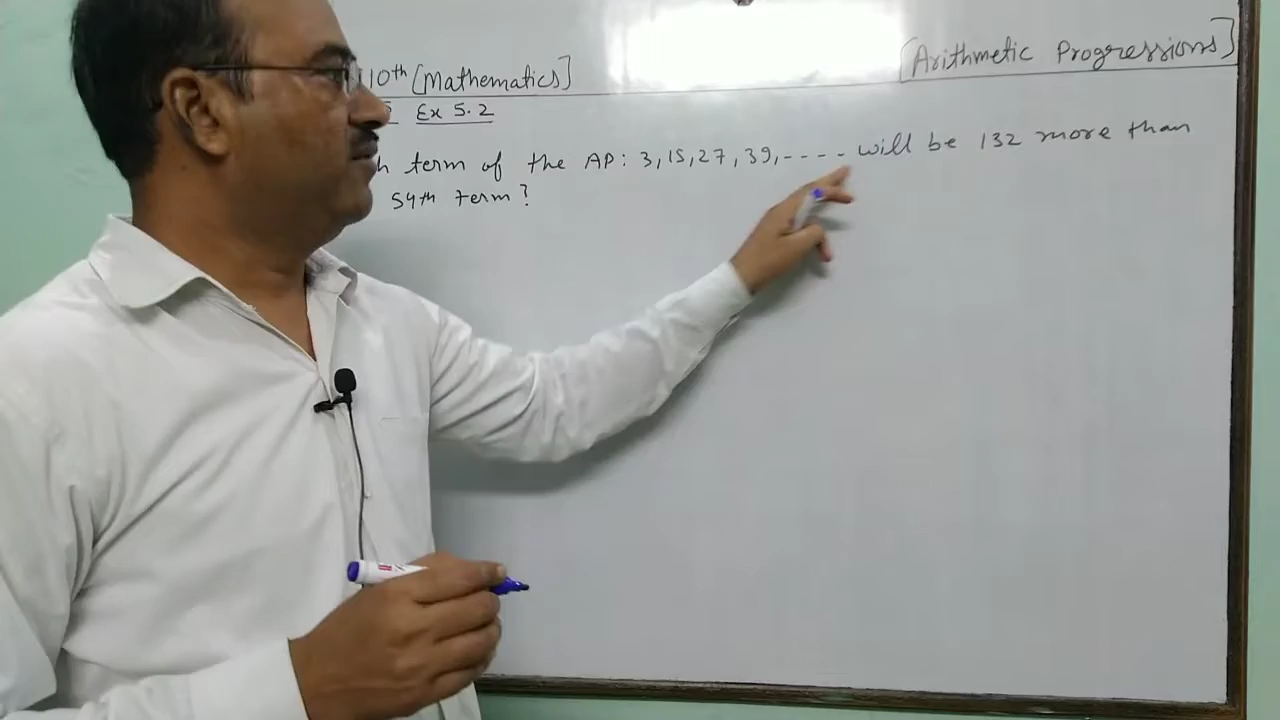 10th [Mathematics]
[Arithmetic Progressions]
Ex 5.2
term of the AP: 3, 15, 27, 39, ---- will be 132 more than
54th term?